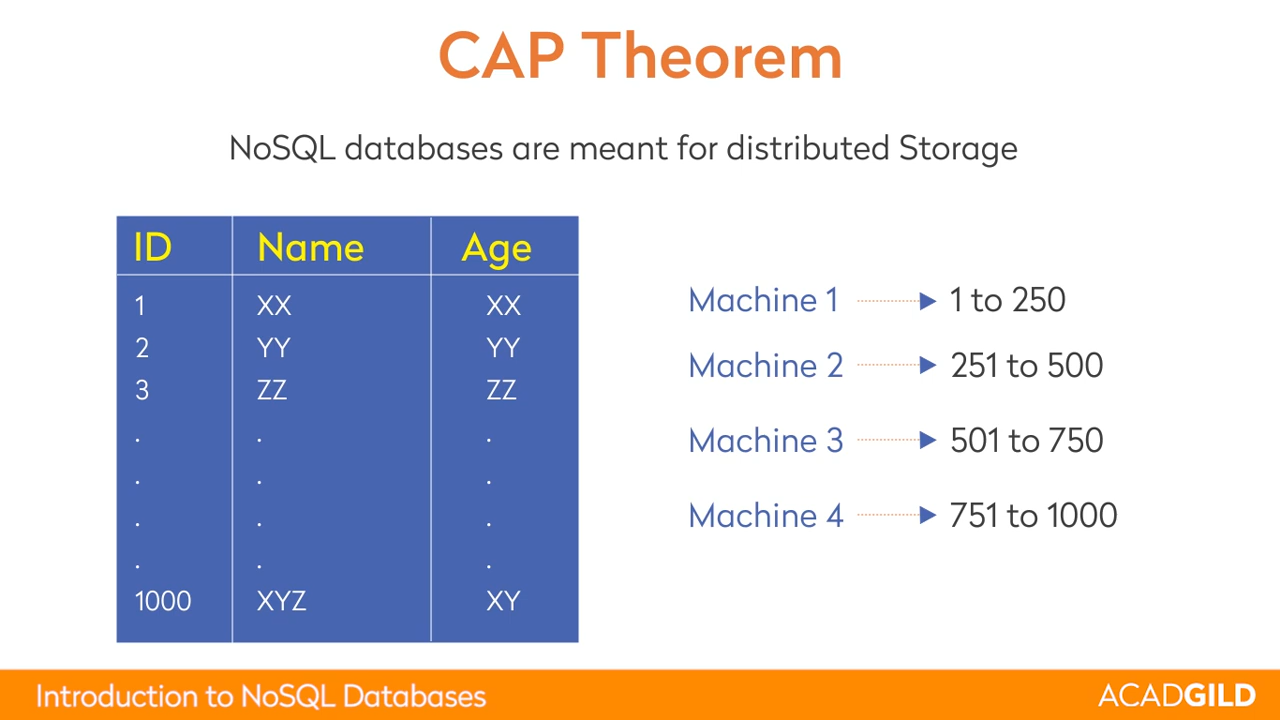 CAP Theorem
NoSQL databases are meant for distributed Storage
ID Name Age
1 XX XX
2 YY YY
3 ZZ ZZ
. . .
. . .
. . .
. . .
1000 XYZ XY
Machine 1 1 to 250
Machine 2 251 to 500
Machine 3 501 to 750
Machine 4 751 to 1000
Introduction to NoSQL Databases
ACADGILD